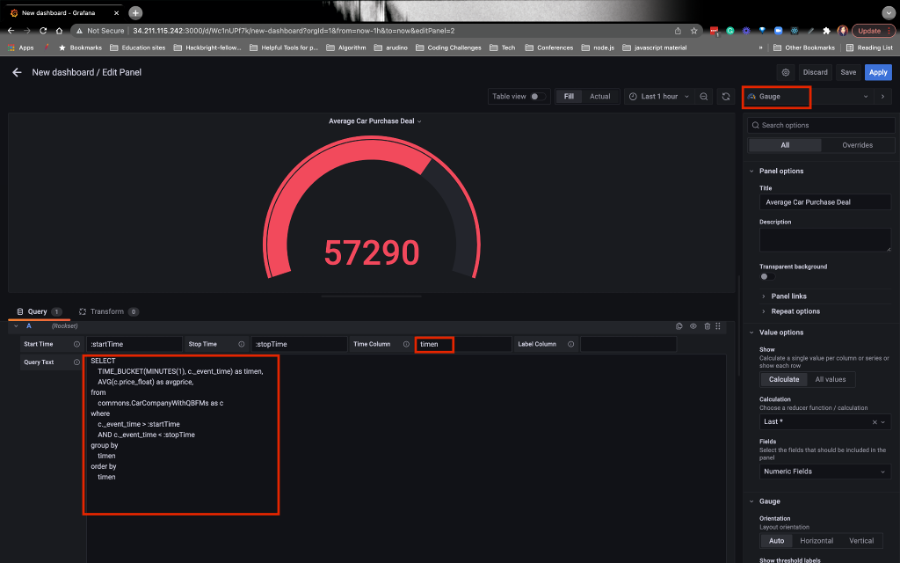 New dashboard - Grafana
Not Secure
34.211.115.242:3000/d/Wc1nUPf7k/new-dashboard?orgId=1&from=now-1h&to=now&editPanel=2
Update
Apps
Bookmarks
Education sites
Hackbright-fellow...
Helpful Tools for p...
Algorithm
arudino
Coding Challenges
Tech
Conferences
node.js
javascript material
»
Other Bookmarks
Reading List
New dashboard / Edit Panel
Discard
Save
Apply
Table view
Fill
Actual
Last 1 hour
Gauge
Search options
All
Overrides
Average Car Purchase Deal
57290
Panel options
Title
Average Car Purchase Deal
Description
Transparent background
Panel links
Repeat options
Value options
Show
Calculate a single value per column or series or
show each row
Calculate
All values
Calculation
Choose a reducer function / calculation
Last *
Fields
Select the fields that should be included in the
panel
Numeric Fields
Gauge
Orientation
Layout orientation
Auto
Horizontal
Vertical
Show threshold labels
Query 1
Transform 0
A (Rockset)
Start Time
:startTime
Stop Time
:stopTime
Time Column
timen
Label Column
Query Text
SELECT
TIME_BUCKET(MINUTES(1), c._event_time) as timen,
AVG(c.price_float) as avgprice,
from
commons.CarCompanyWithQBFMs as c
where
c._event_time > :startTime
AND c._event_time < :stopTime
group by
timen
order by
timen